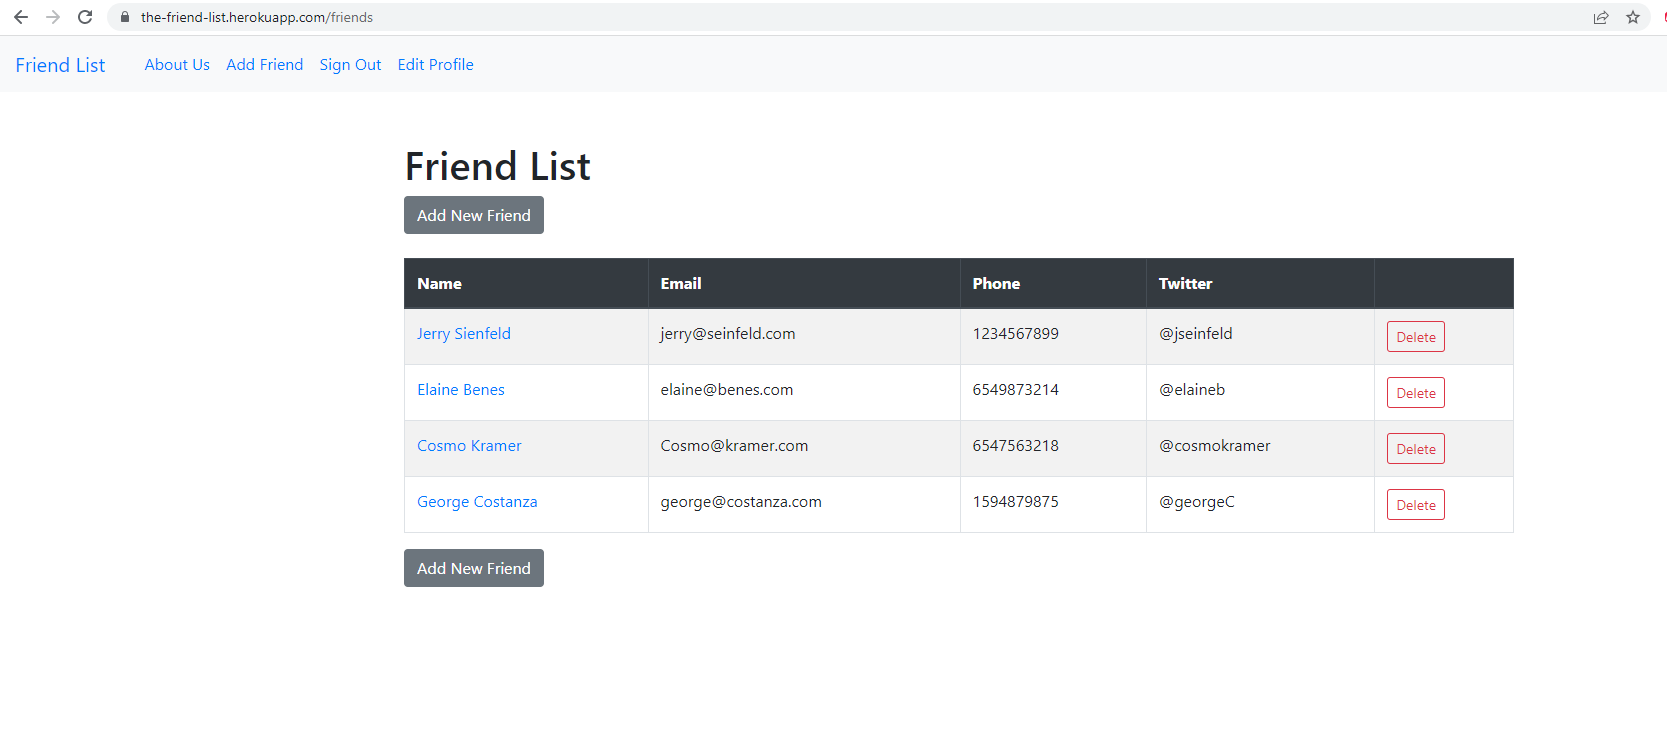 the-friend-list.herokuapp.com/friends
Friend List About Us Add Friend Sign Out Edit Profile
Friend List
Add New Friend
Name Email Phone Twitter
Jerry Sienfeld jerry@seinfeld.com 1234567899 @jseinfeld Delete
Elaine Benes elaine@benes.com 6549873214 @elaineb Delete
Cosmo Kramer Cosmo@kramer.com 6547563218 @cosmokramer Delete
George Costanza george@costanza.com 1594879875 @georgeC Delete
Add New Friend